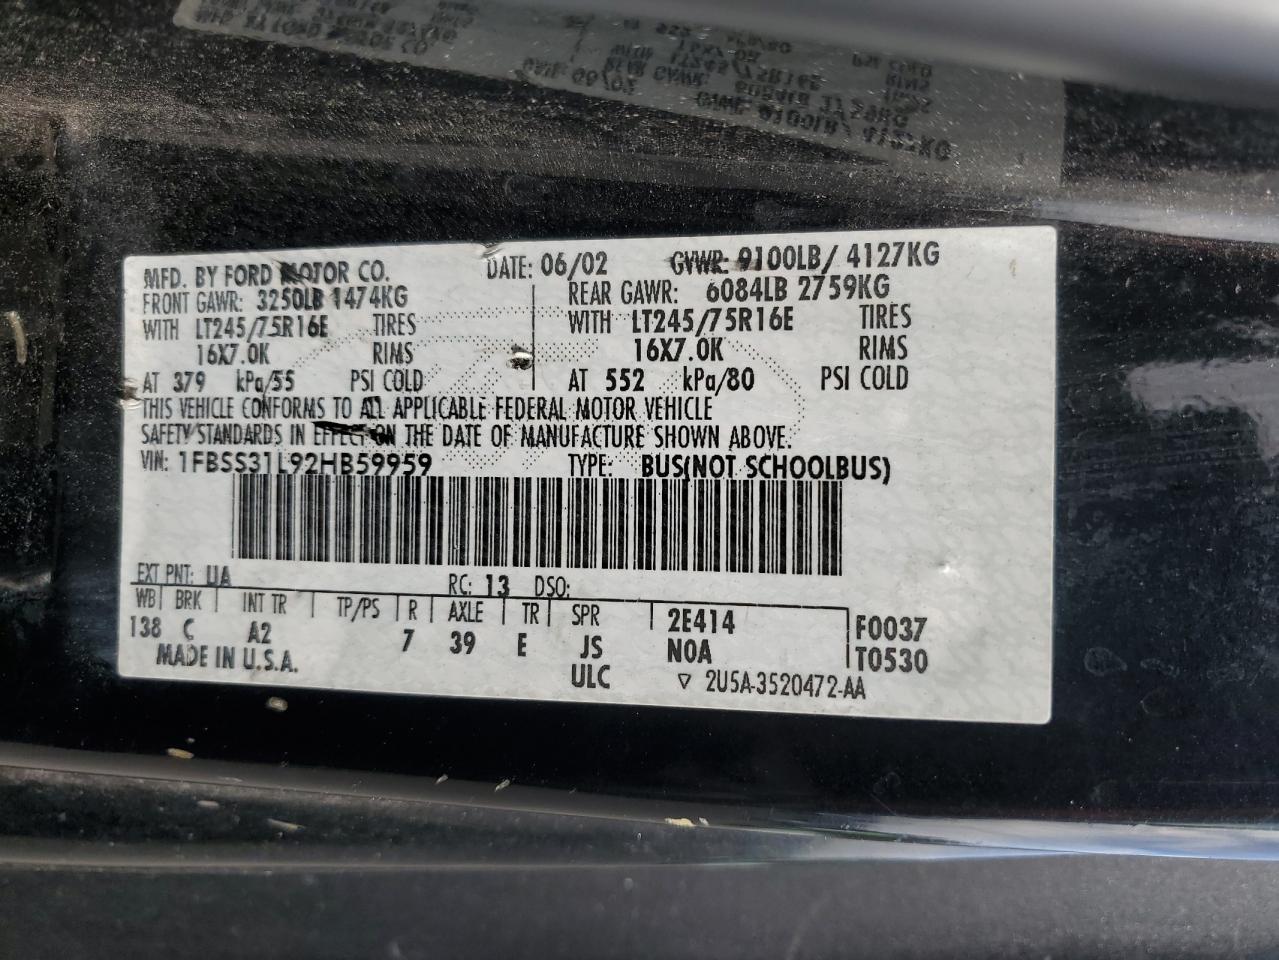 MFD. BY FORD MOTOR CO. DATE: 06/02 GVWR: 9100LB/ 4127KG
FRONT GAWR: 3250LB 1474KG REAR GAWR: 6084LB 2759KG
WITH LT245/75R16E TIRES WITH LT245/75R16E TIRES
16X7.0K RIMS 16X7.0K RIMS
AT 379 kPa/55 PSI COLD AT 552 kPa/80 PSI COLD
THIS VEHICLE CONFORMS TO ALL APPLICABLE FEDERAL MOTOR VEHICLE
SAFETY STANDARDS IN EFFECT ON THE DATE OF MANUFACTURE SHOWN ABOVE.
VIN: 1FBSS31L92HB59959 TYPE: BUS(NOT SCHOOLBUS)
EXT PNT: UA RC: 13 DSO:
WB BRK INT TR TP/PS R AXLE TR SPR 2E414 F0037
138 C A2 7 39 E JS N0A T0530
MADE IN U.S.A. ULC ▽ 2U5A-3520472-AA